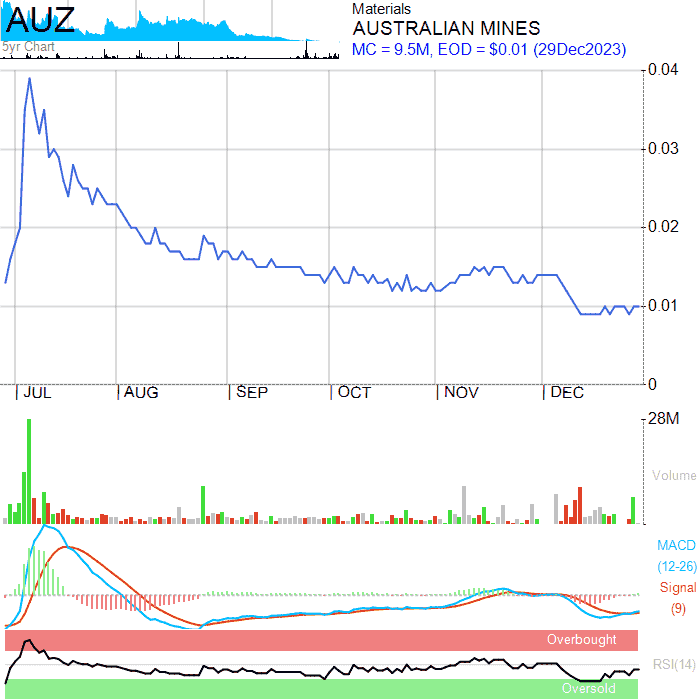 AUZ
5yr Chart
Materials
AUSTRALIAN MINES
MC = 9.5M, EOD = $0.01 (29Dec2023)
0.04
0.03
0.02
0.01
0
JUL AUG SEP OCT NOV DEC
28M
Volume
MACD
(12-26)
Signal
(9)
Overbought
RSI(14)
Oversold